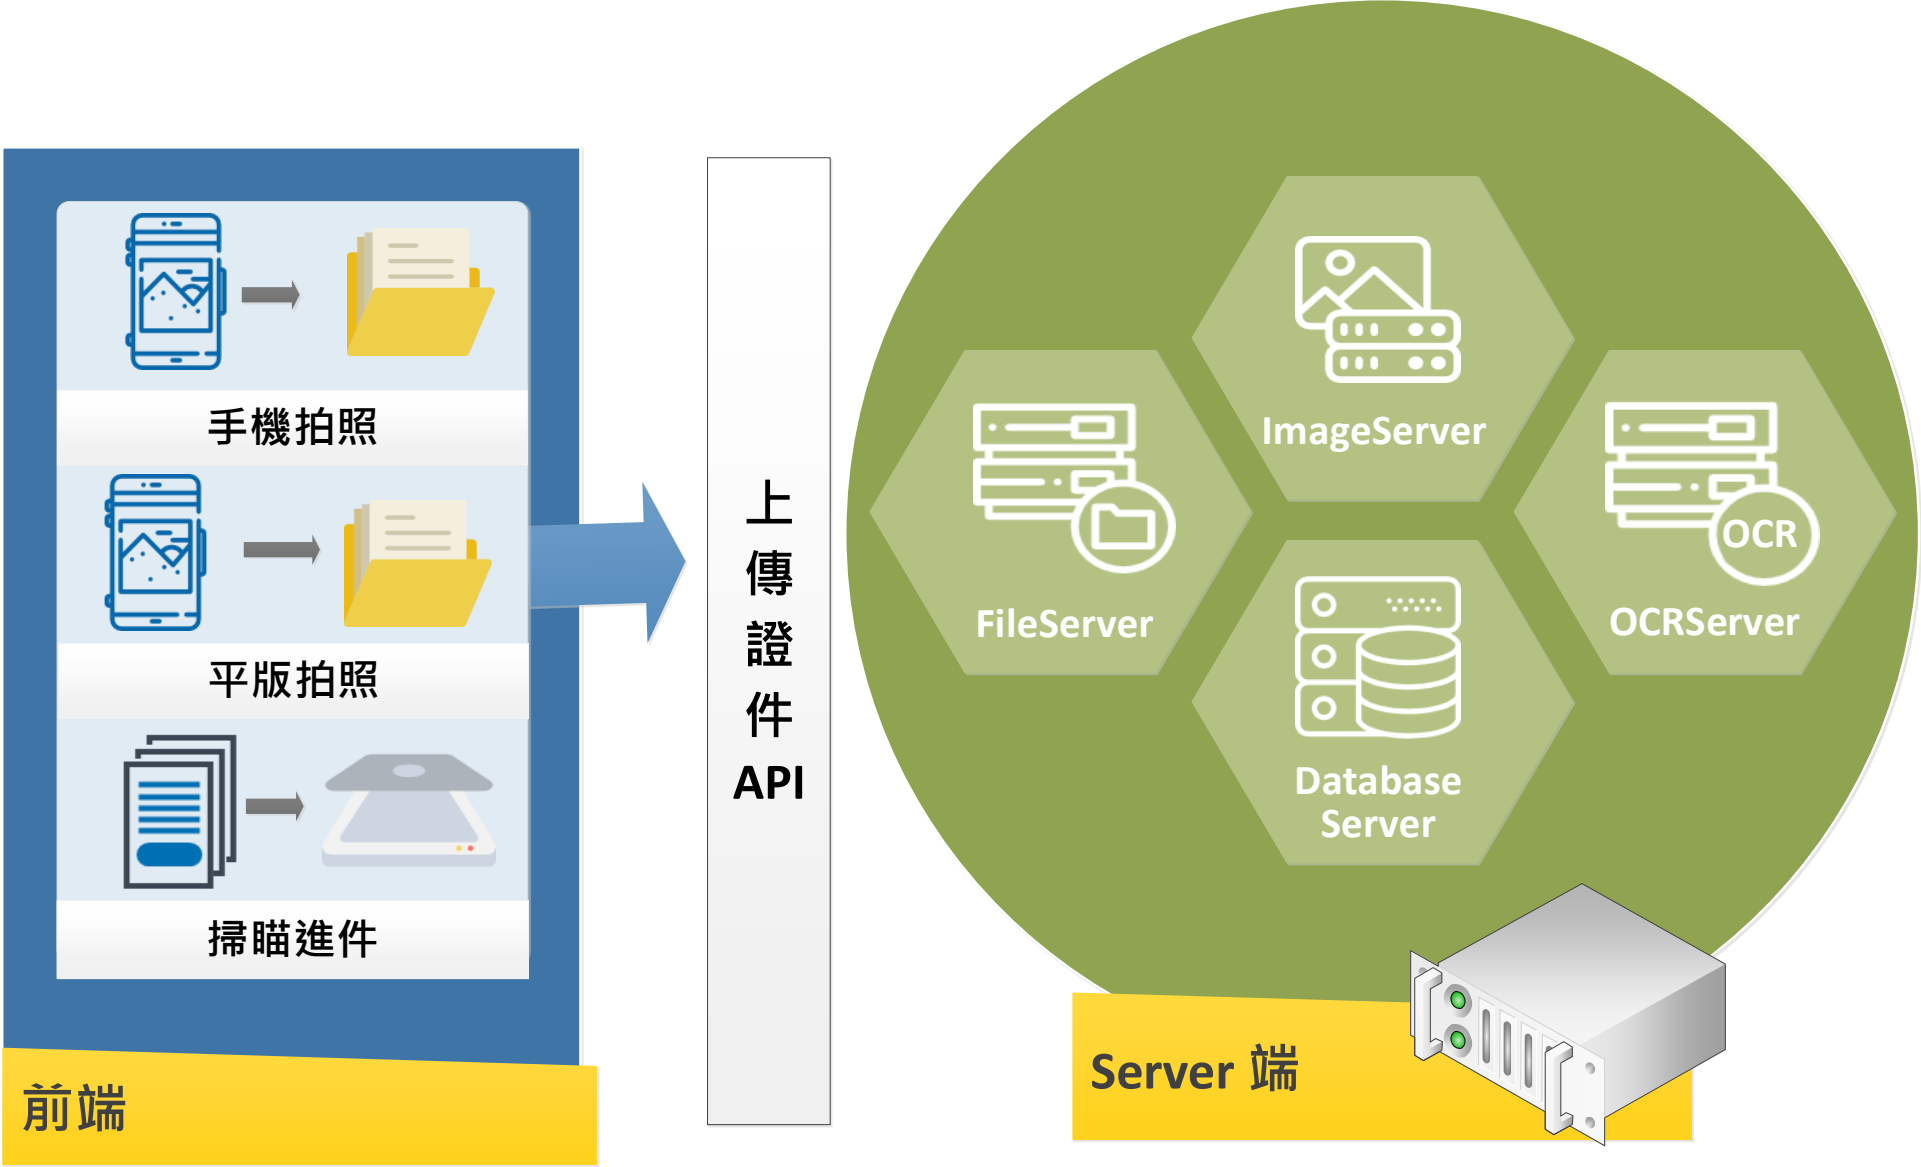 手機拍照
平版拍照
掃瞄進件
前端
上
傳
證
件
API
ImageServer
FileServer
OCR
OCRServer
Database
Server
Server 端